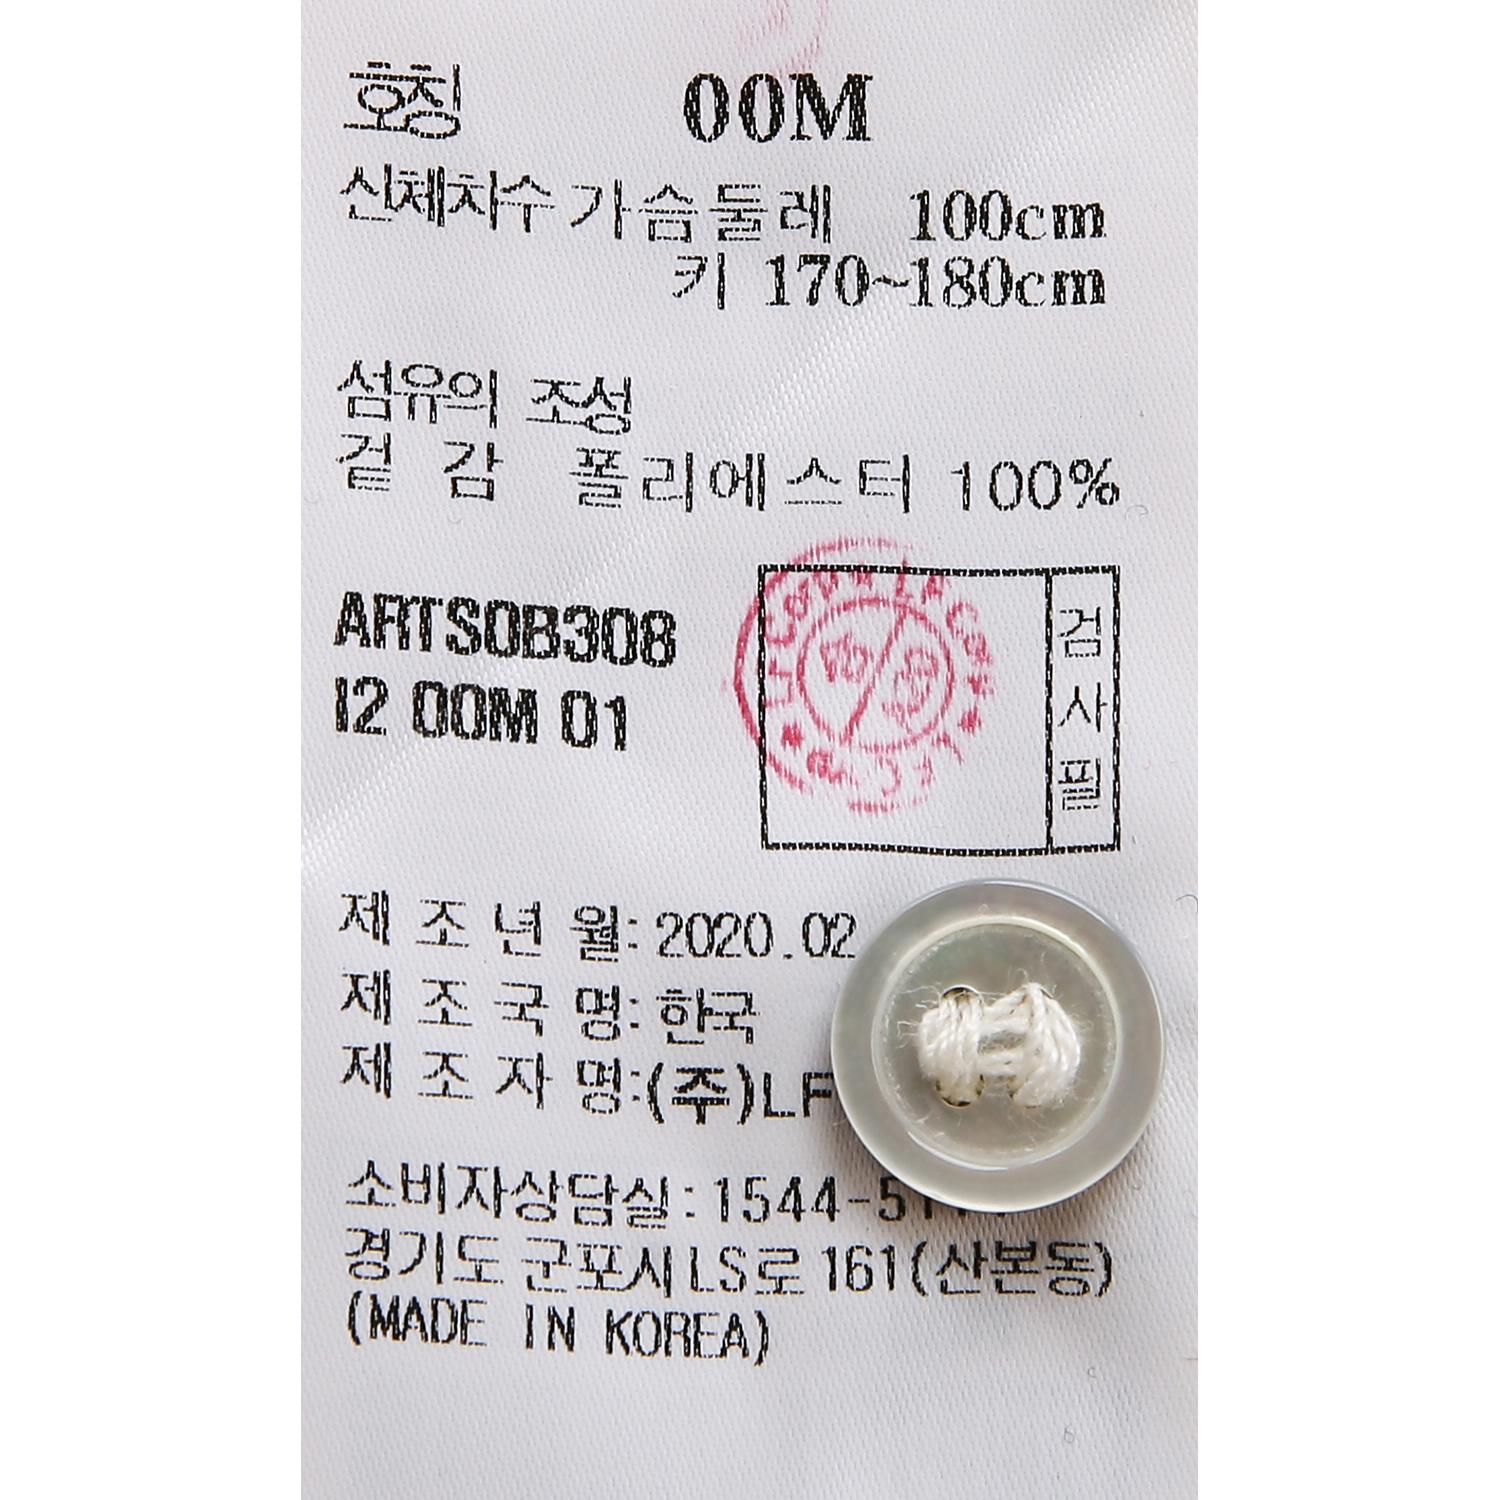 호칭 00M
신체치수 가슴둘레 100cm
키 170~180cm
섬유의 조성
겉 감 폴리에스터 100%
ARTS0B308
I2 00M 01
검사필
제 조 년 월: 2020.02
제 조 국 명: 한국
제 조 자 명:(주)LF
소비자상담실: 1544-5
경기도 군포시 LS로 161(산본동)
(MADE IN KOREA)